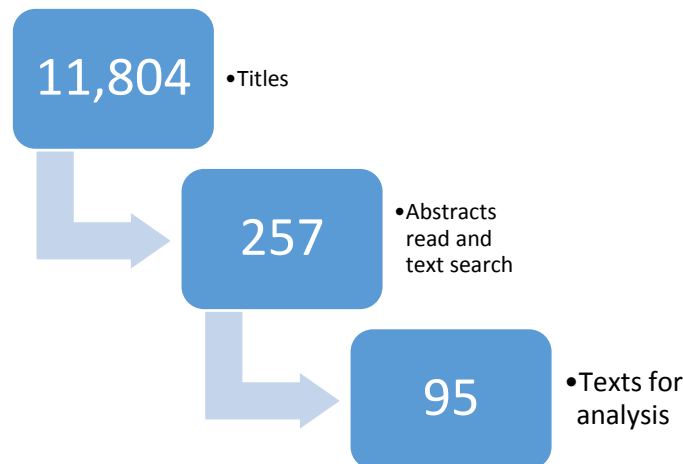 11,804
•Titles
257
•Abstracts
read and
text search
95
•Texts for
analysis